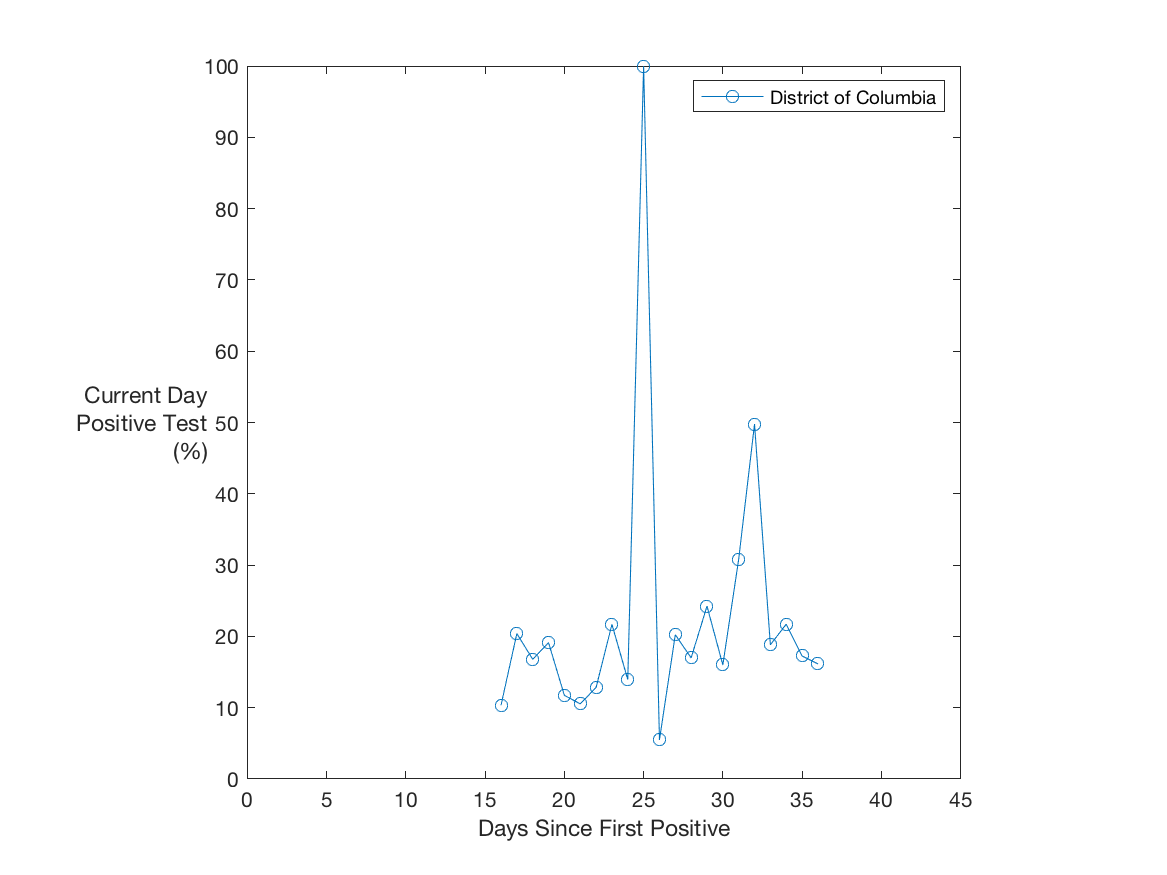 100
90
80
70
60
50
40
30
20
10
0
0 5 10 15 20 25 30 35 40 45
Current Day
Positive Test
(%)
Days Since First Positive
District of Columbia